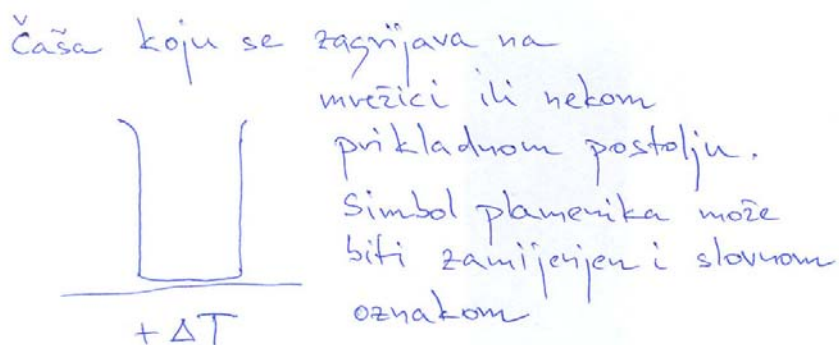 Čaša koju se zagrijava na
mrežici ili nekom
prikladnom postolju.
Simbol plamenika može
biti zamijenjen i slovnom
oznakom
+ΔT